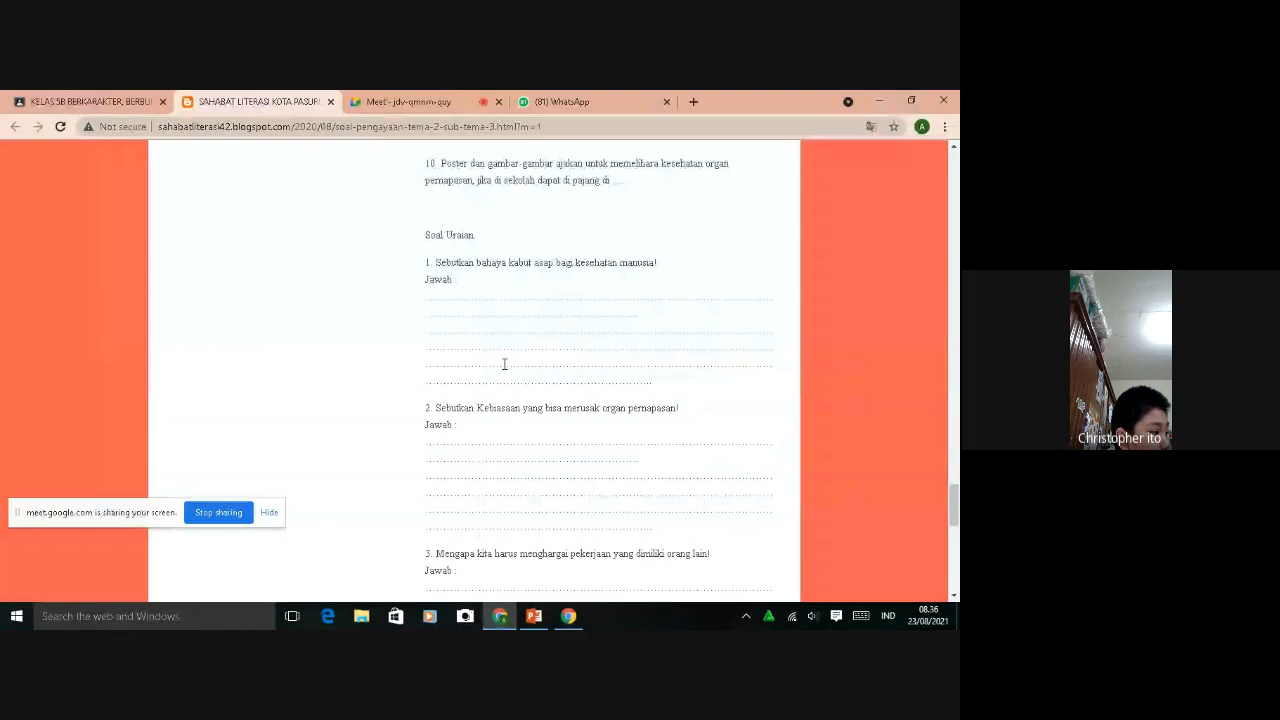 KELAS 5B BERKARAKTER, BERBU
SAHABAT LITERASI KOTA PASURU
Meet - jdv-qmnm-quy
(81) WhatsApp
Not secure
sahabatliterasi42.blogspot.com/2020/08/soal-pengayaan-tema-2-sub-tema-3.html?m=1
A
10. Poster dan gambar-gambar ajakan untuk memelihara kesehatan organ
pernapasan, jika di sekolah dapat di pajang di ....
Soal Uraian
1. Sebutkan bahaya kabut asap bagi kesehatan manusia!
Jawab :
2. Sebutkan Kebiasaan yang bisa merusak organ pernapasan!
Jawab :
3. Mengapa kita harus menghargai pekerjaan yang dimiliki orang lain!
Jawab :
meet.google.com is sharing your screen.
Stop sharing
Hide
Search the web and Windows
IND
08.36
23/08/2021
Christopher ito